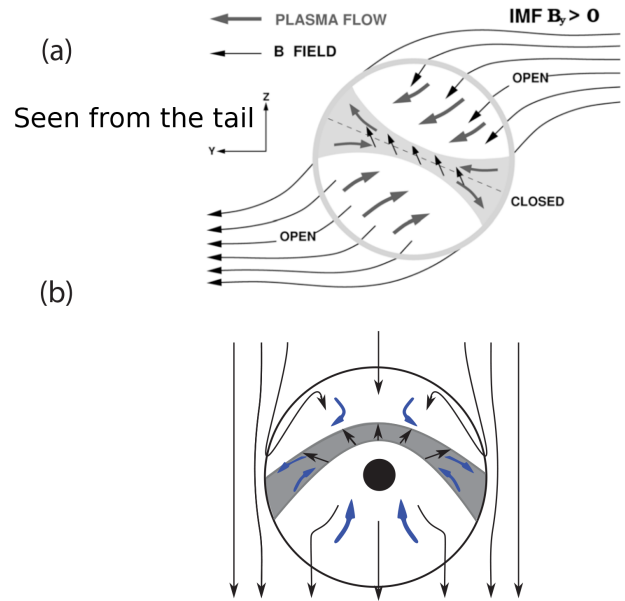 PLASMA FLOW
IMF By > 0
(a)
B FIELD
OPEN
Z
Seen from the tail
Y
CLOSED
OPEN
(b)